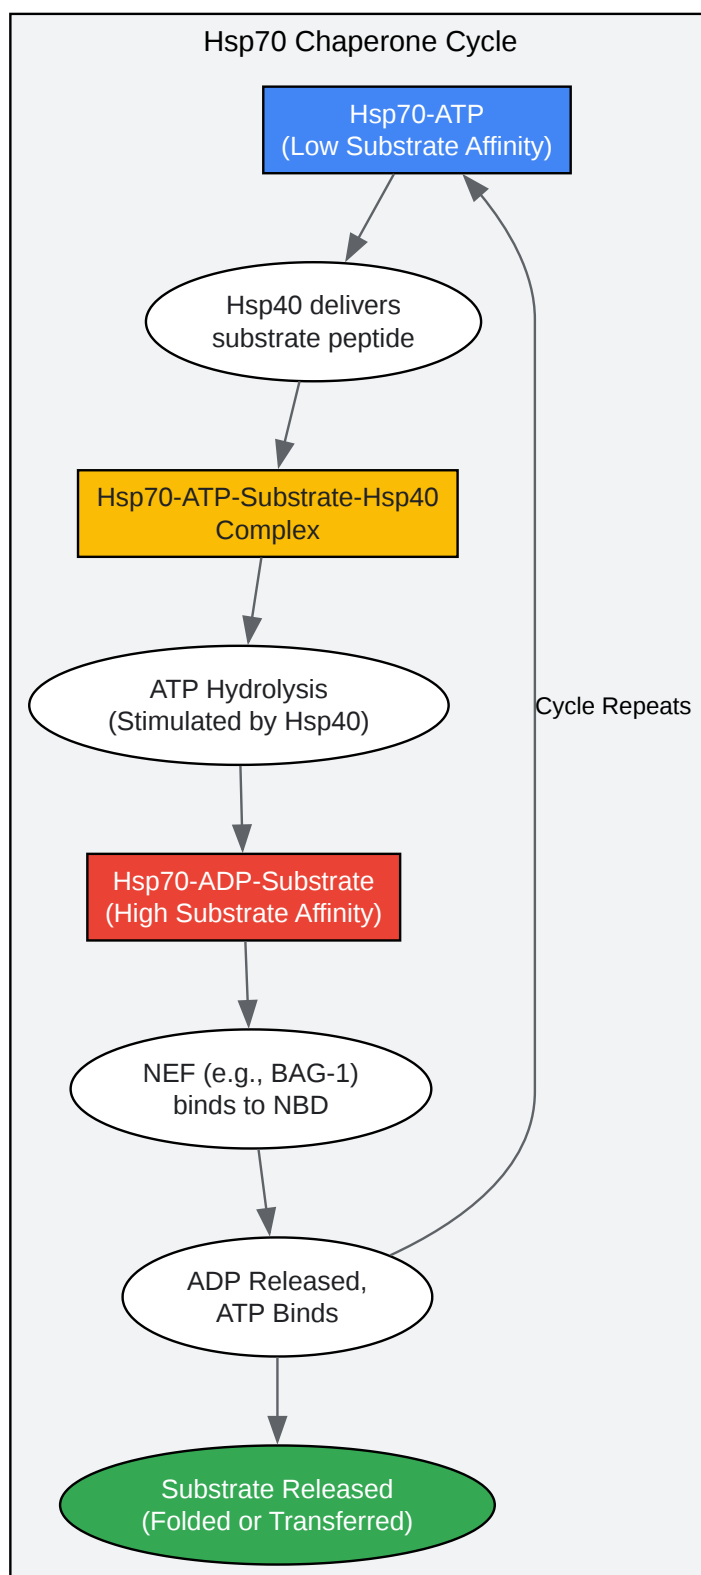 Hsp70 Chaperone Cycle
Hsp70-ATP
(Low Substrate Affinity)
Hsp40 delivers
substrate peptide
Hsp70-ATP-Substrate-Hsp40
Complex
ATP Hydrolysis
(Stimulated by Hsp40)
Cycle Repeats
Hsp70-ADP-Substrate
(High Substrate Affinity)
NEF (e.g., BAG-1)
binds to NBD
ADP Released,
ATP Binds
Substrate Released
(Folded or Transferred)